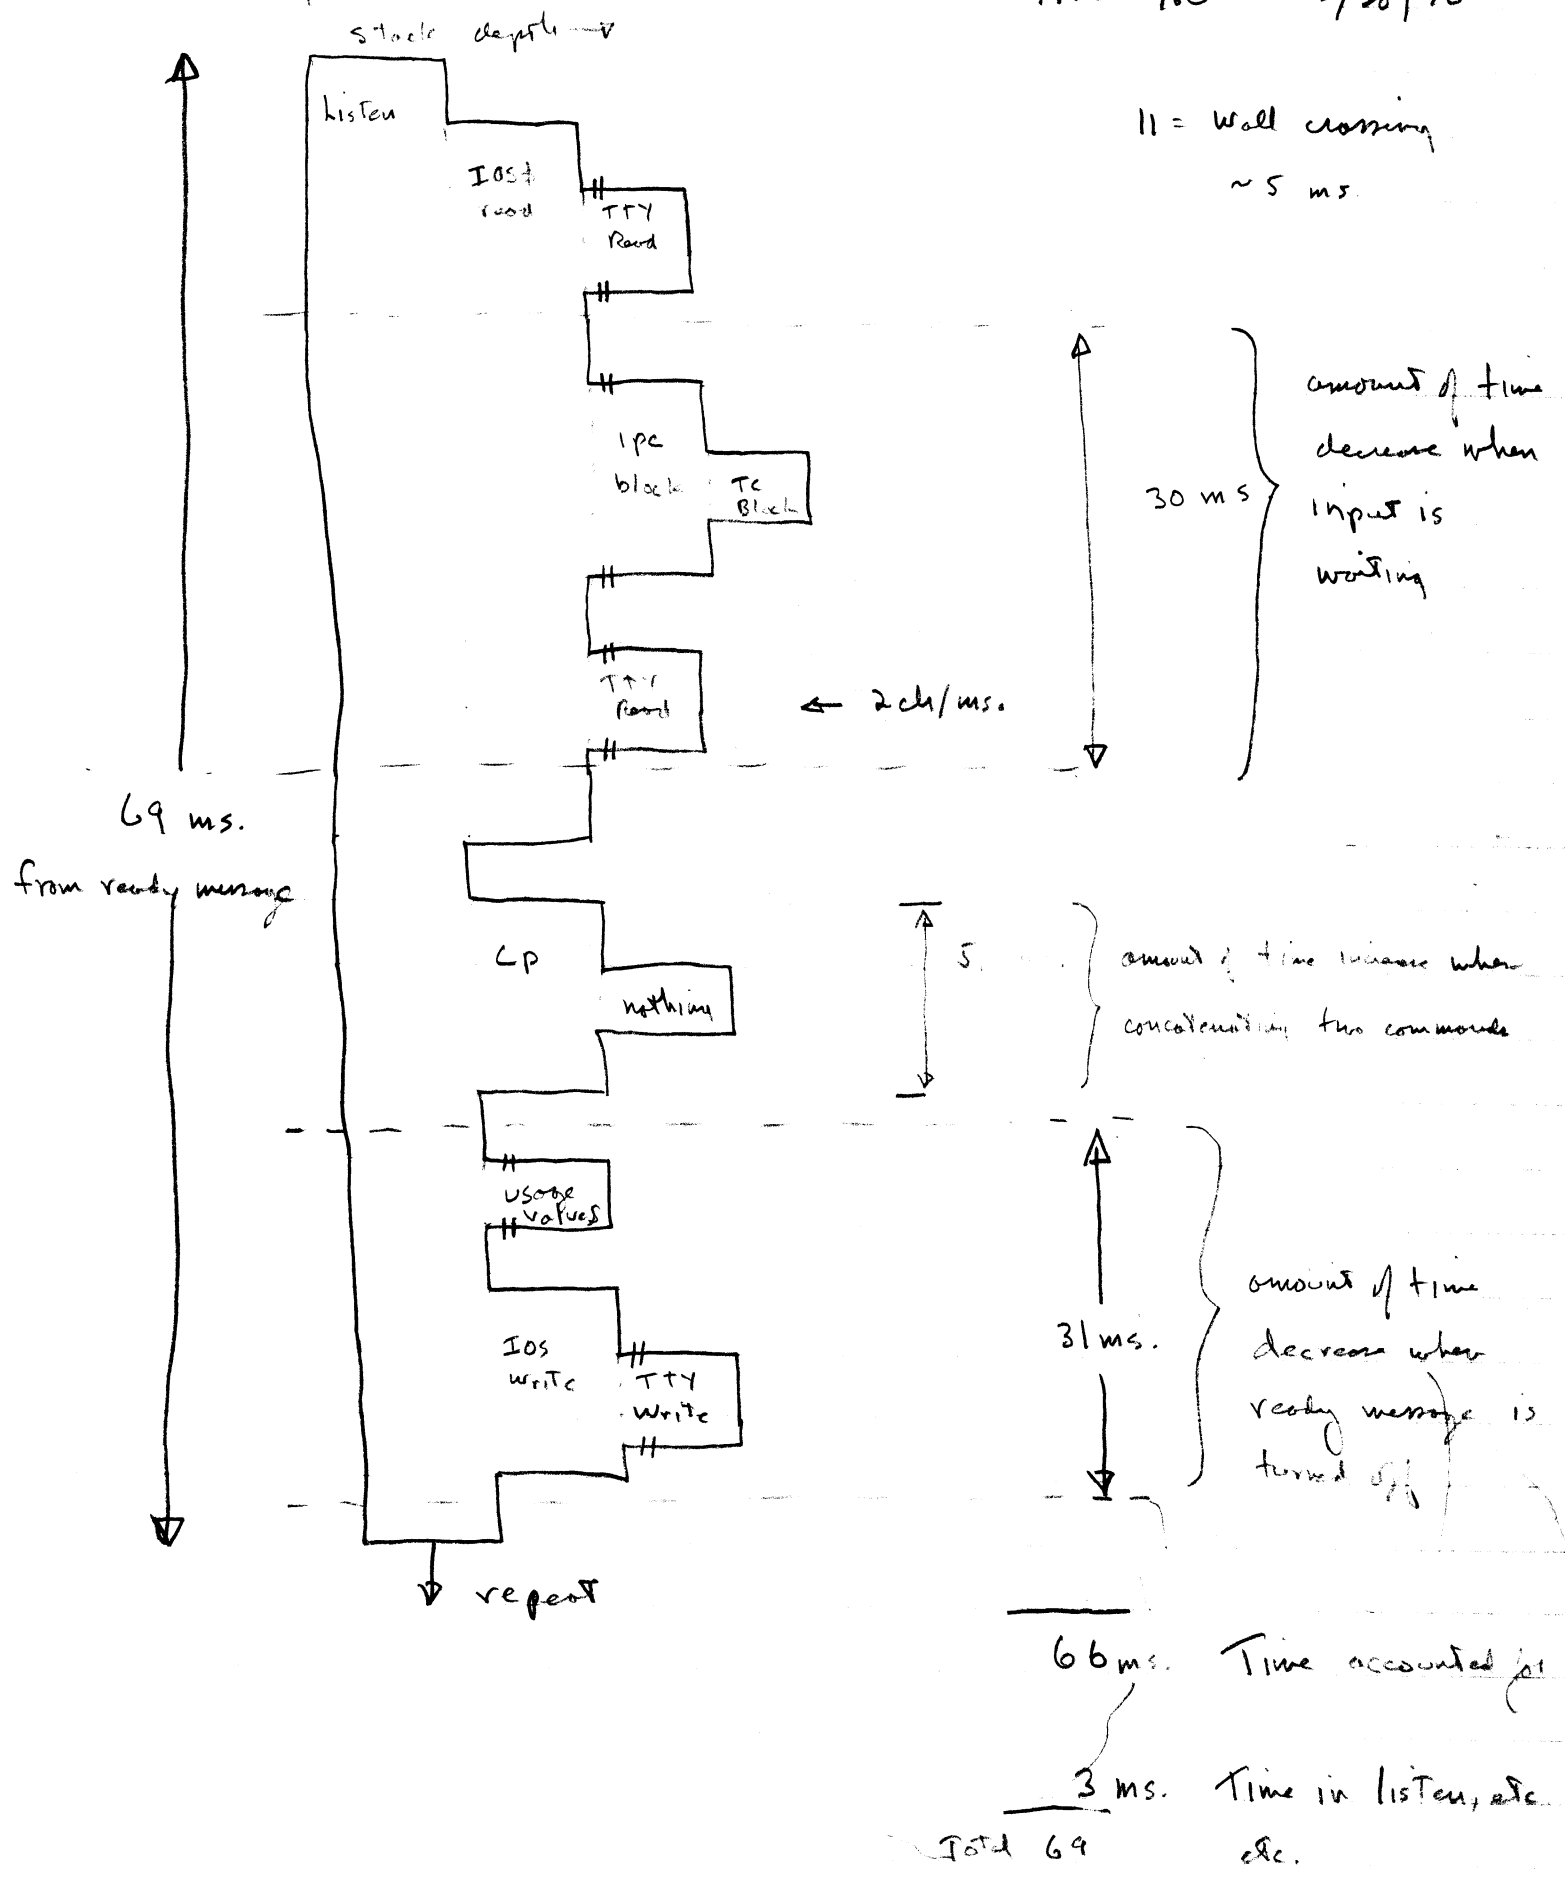 stack depth →
Listen
IOS+
read
TTY
Read
11 = Wall crossing
~ 5 ms.
ipc
block
TC
Block
30 ms
amount of time
decrease when
input is
waiting
TTY
Read
← 2ch/ms.
69 ms.
from ready message
Cp
nothing
5
amount of time increase when
concatenating two commands
usage
values
IOS
write
TTY
Write
31 ms.
amount of time
decrease when
ready message is
turned off
repeat
66 ms. Time accounted for
3 ms. Time in listen, etc
Total 69 etc.